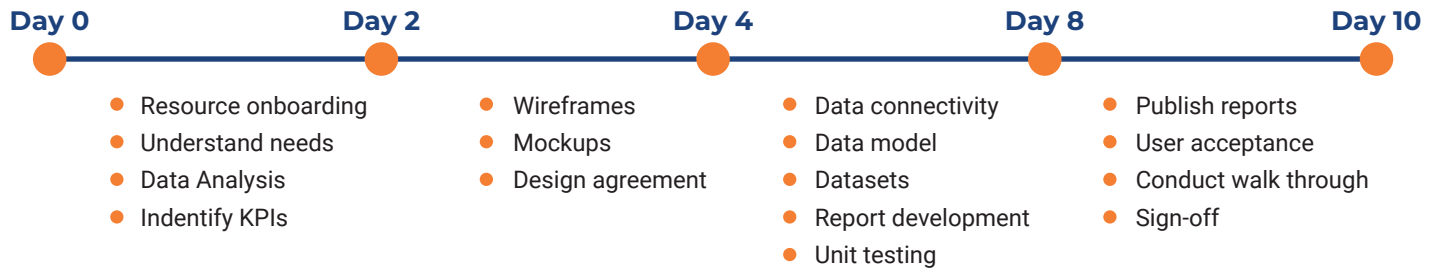 Day 0
Day 2
Day 4
Day 8
Day 10
Resource onboarding
Understand needs
Data Analysis
Indentify KPIs
Wireframes
Mockups
Design agreement
Data connectivity
Data model
Datasets
Report development
Unit testing
Publish reports
User acceptance
Conduct walk through
Sign-off